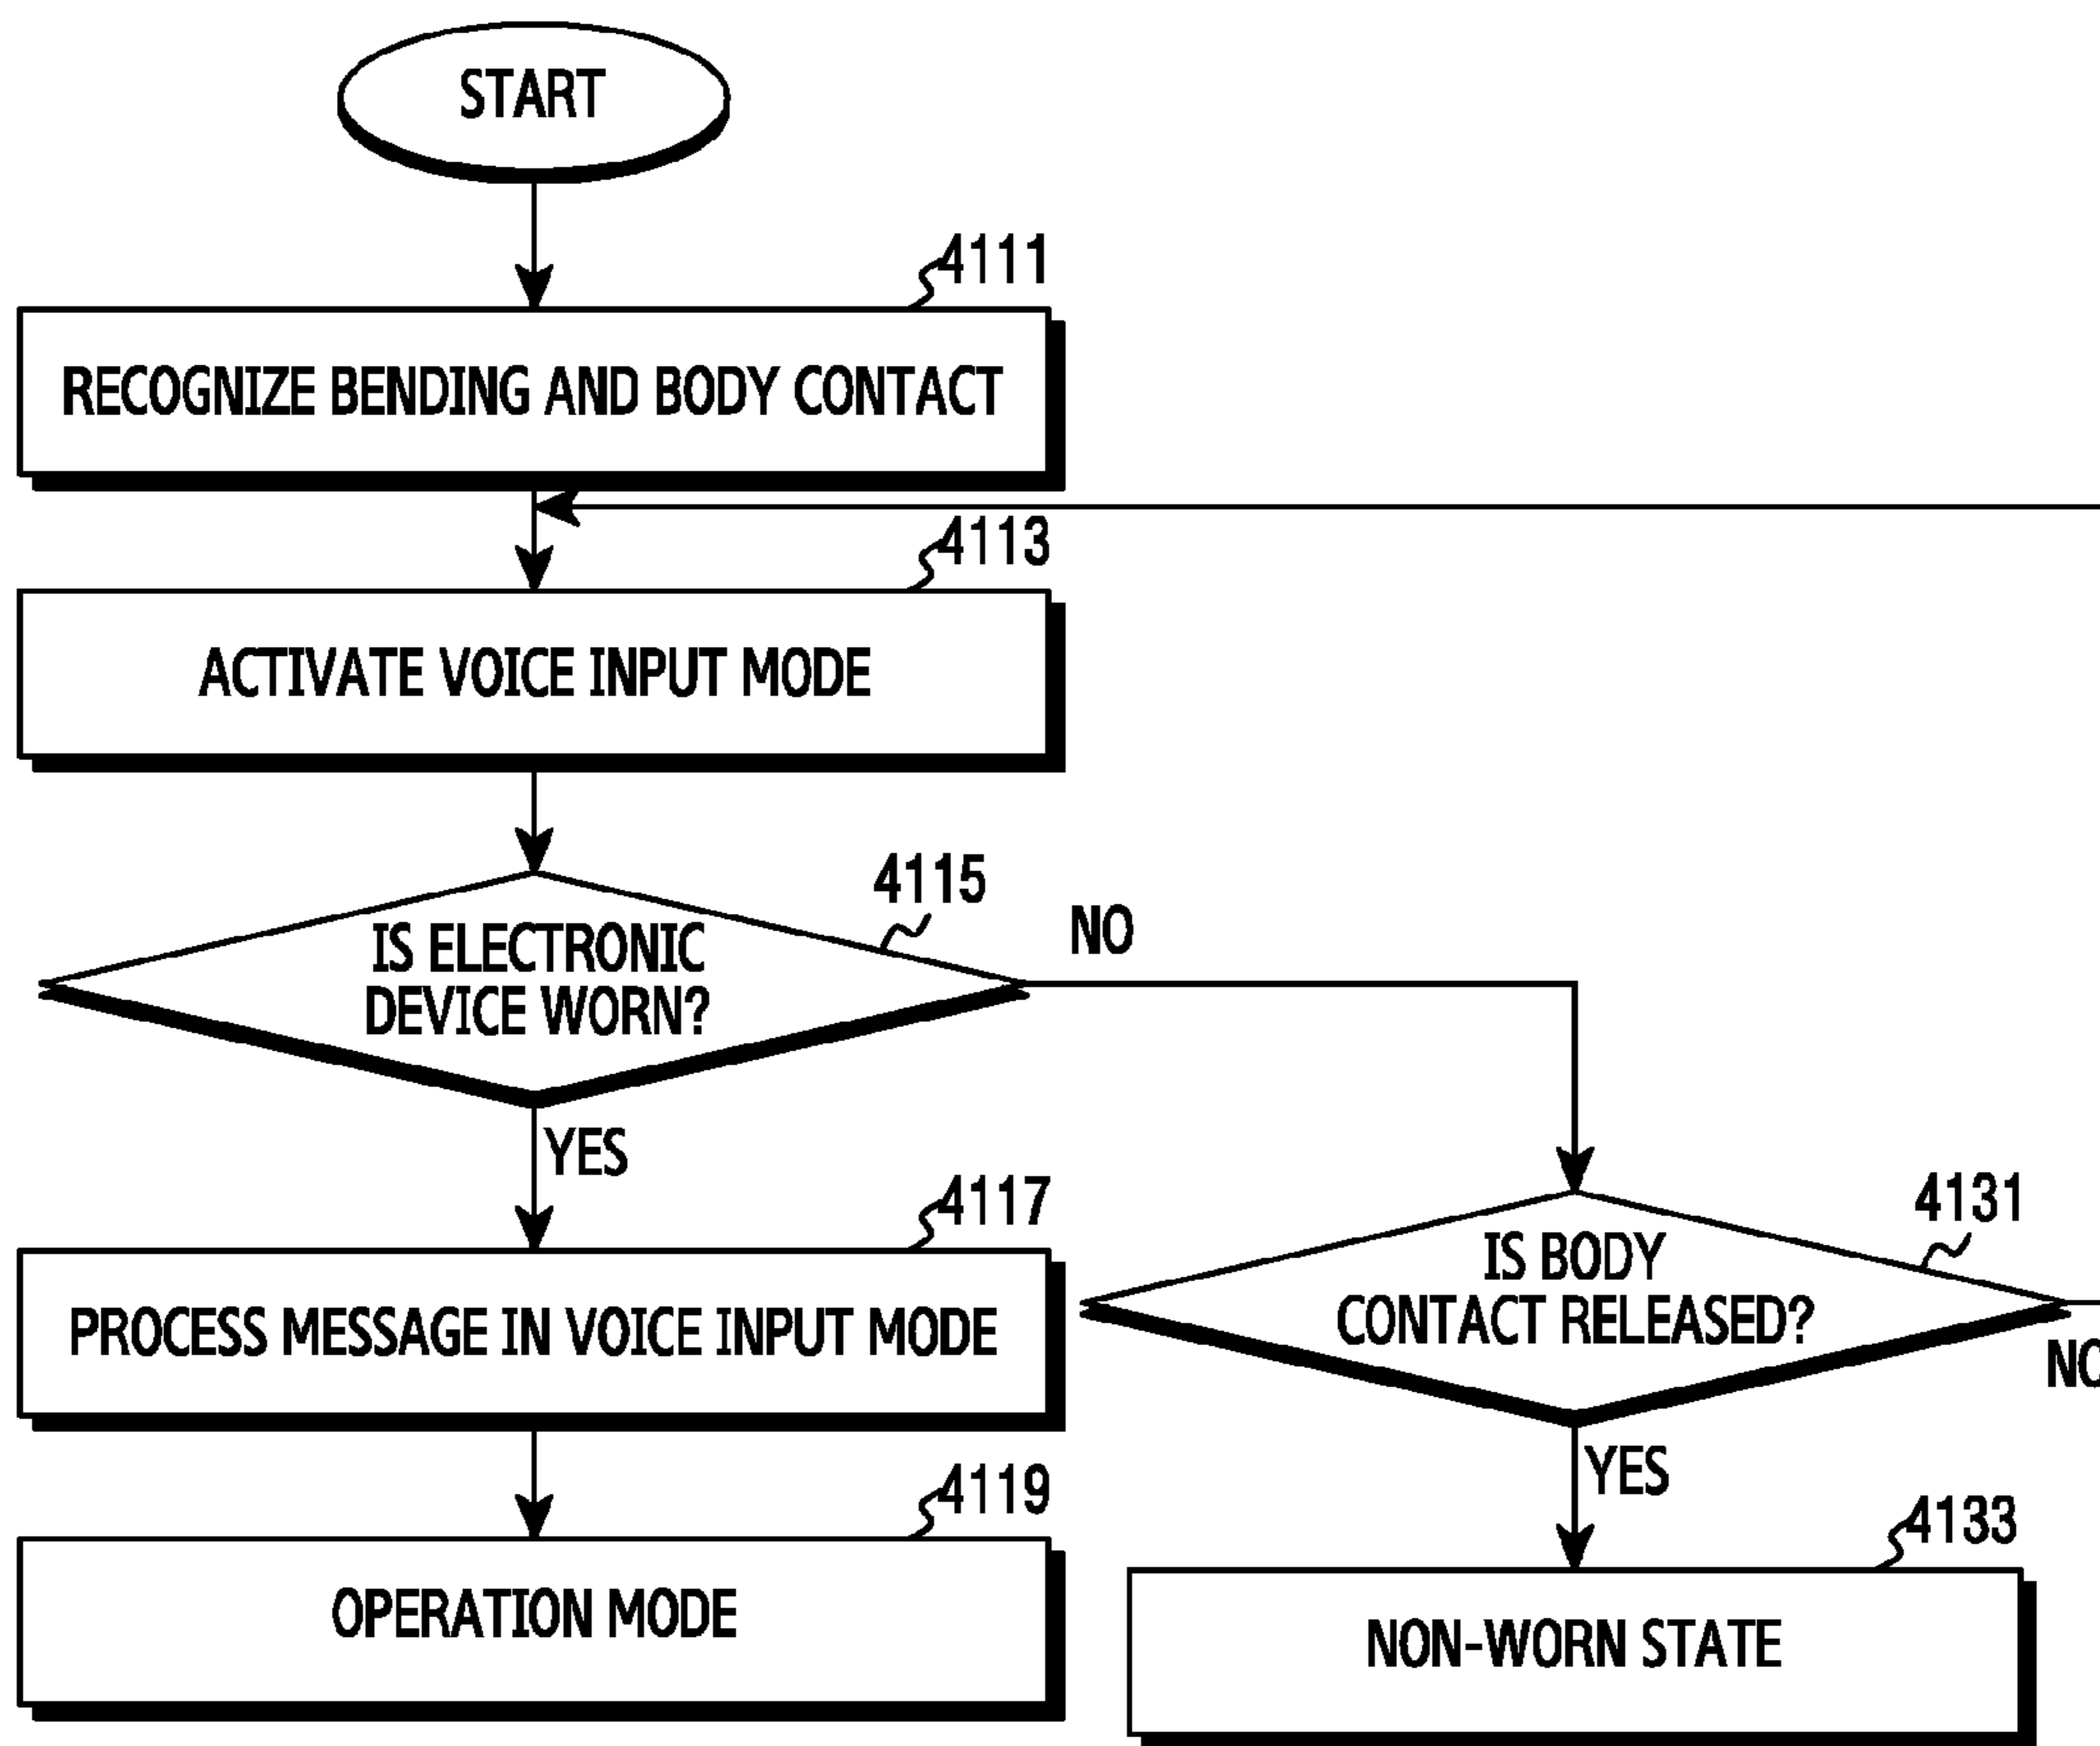 START
4111
RECOGNIZE BENDING AND BODY CONTACT
4113
ACTIVATE VOICE INPUT MODE
4115
IS ELECTRONIC
DEVICE WORN?
NO
YES
4117
PROCESS MESSAGE IN VOICE INPUT MODE
4131
IS BODY
CONTACT RELEASED?
NO
YES
4119
OPERATION MODE
4133
NON-WORN STATE